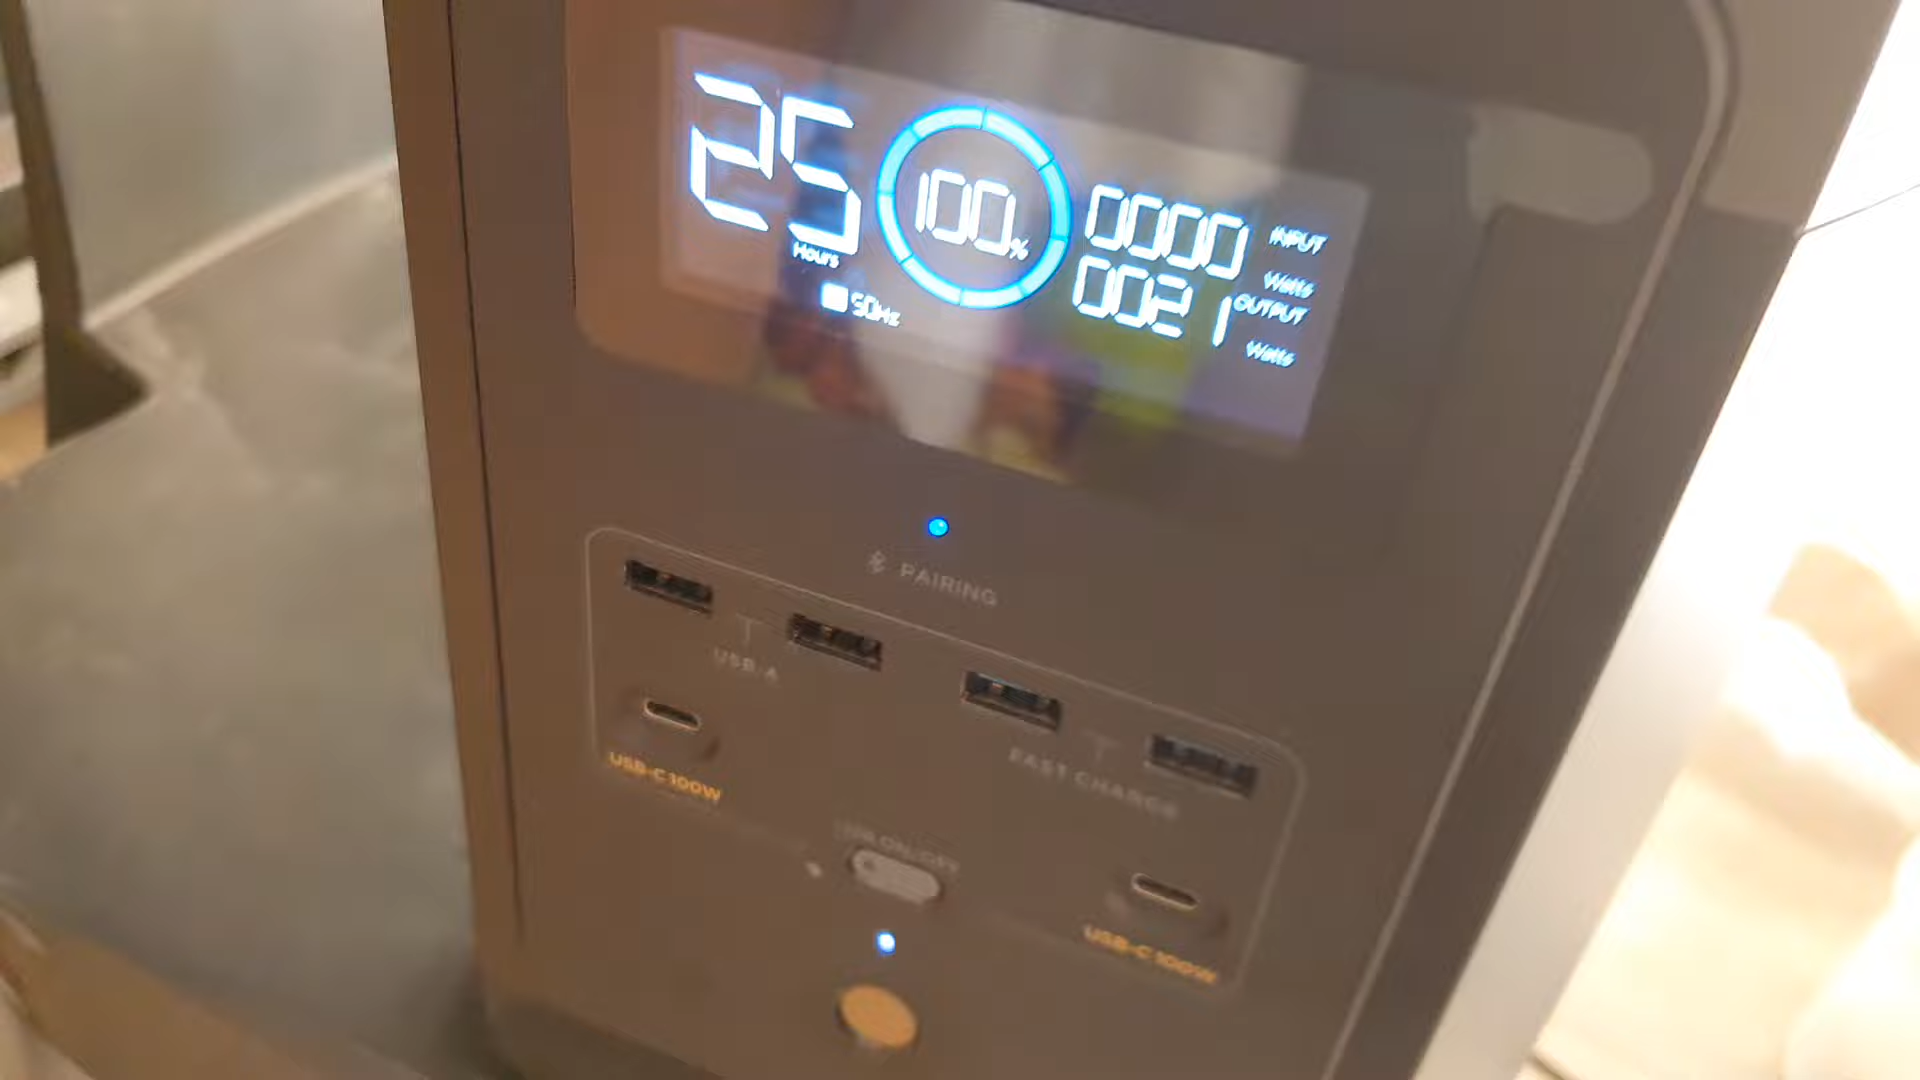 25
Hours
50Hz
100%
0000 INPUT
Watts
0021 OUTPUT
Watts
PAIRING
USB-A
FAST CHARGE
USB-C 100W
ON/OFF
USB-C 100W